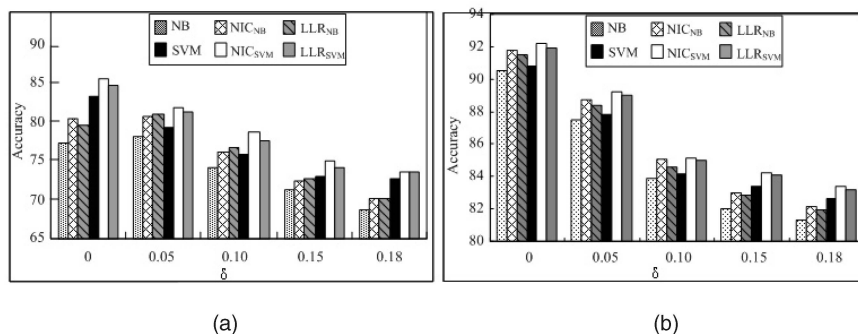 90
85
80
75
70
65
Accuracy
NB NIC_NB LLR_NB
SVM NIC_SVM LLR_SVM
0 0.05 0.10 0.15 0.18
δ
(a)
94
92
90
88
86
84
82
80
Accuracy
NB NIC_NB LLR_NB
SVM NIC_SVM LLR_SVM
0 0.05 0.10 0.15 0.18
δ
(b)